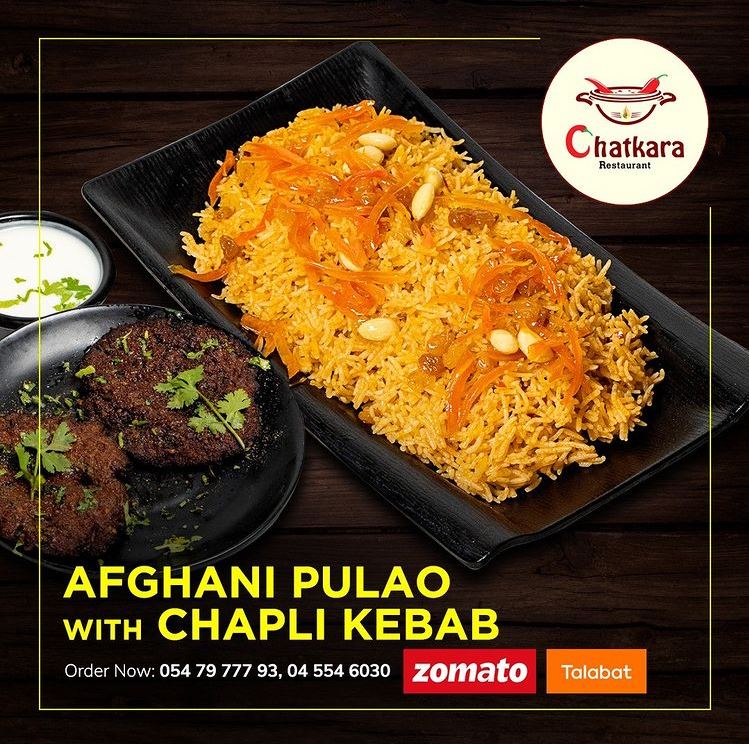 Chatkara
Restaurant
AFGHANI PULAO
WITH CHAPLI KEBAB
Order Now: 054 79 777 93, 04 554 6030 zomato Talabat